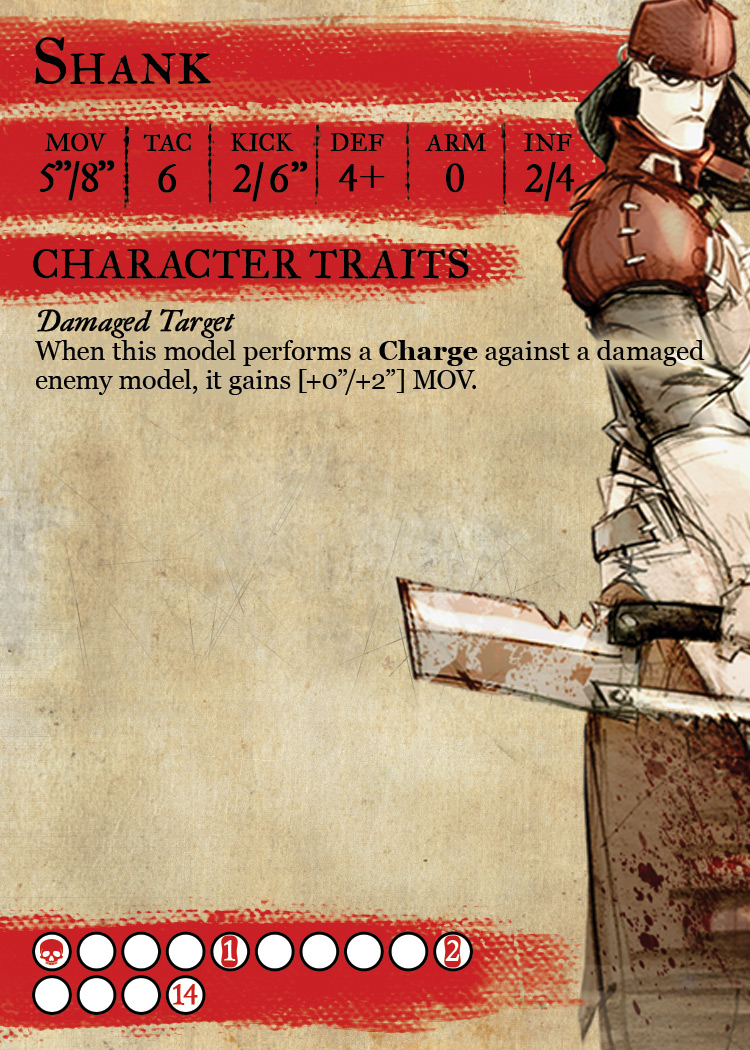 Shank
MOV TAC KICK DEF ARM INF
5”/8” 6 2/6” 4+ 0 2/4
CHARACTER TRAITS
Damaged Target
When this model performs a Charge against a damaged
enemy model, it gains [+0”/+2”] MOV.
1 2
14